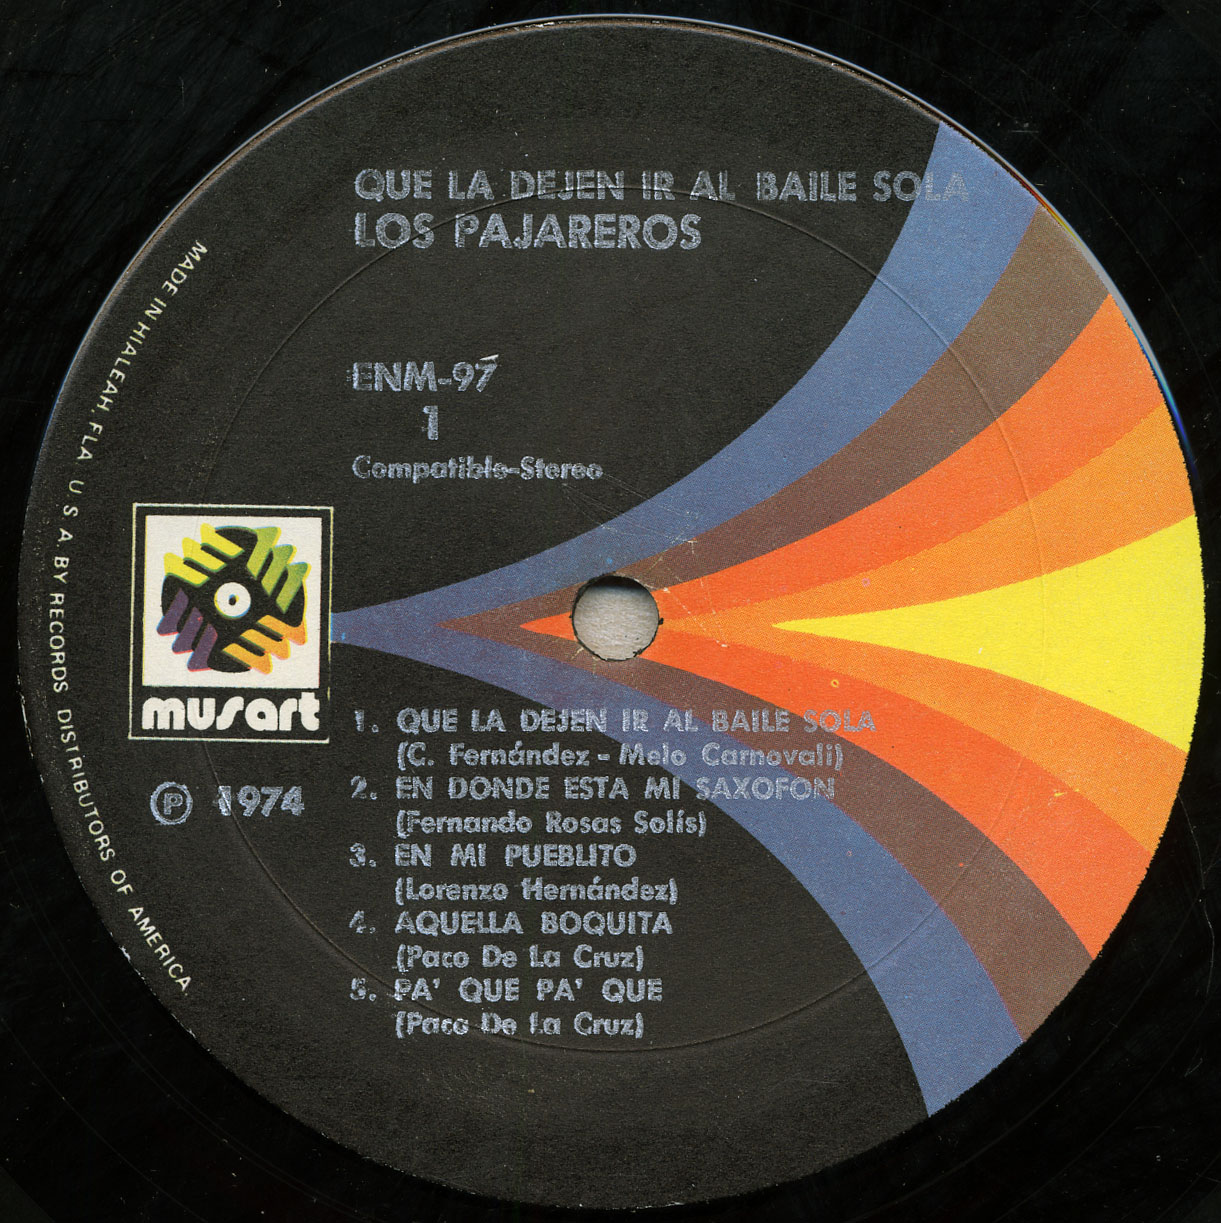 QUE LA DEJEN IR AL BAILE SOLA
LOS PAJAREROS
ENM-97
1
Compatible-Stereo
MADE IN HIALEAH, FLA. U S A. BY RECORDS DISTRIBUTORS OF AMERICA.
musart
Ⓟ 1974
1. QUE LA DEJEN IR AL BAILE SOLA
(C. Fernández - Melo Carnovali)
2. EN DONDE ESTA MI SAXOFON
(Fernando Rosas Solís)
3. EN MI PUEBLITO
(Lorenzo Hernández)
4. AQUELLA BOQUITA
(Paco De La Cruz)
5. PA' QUE PA' QUE
(Paco De La Cruz)